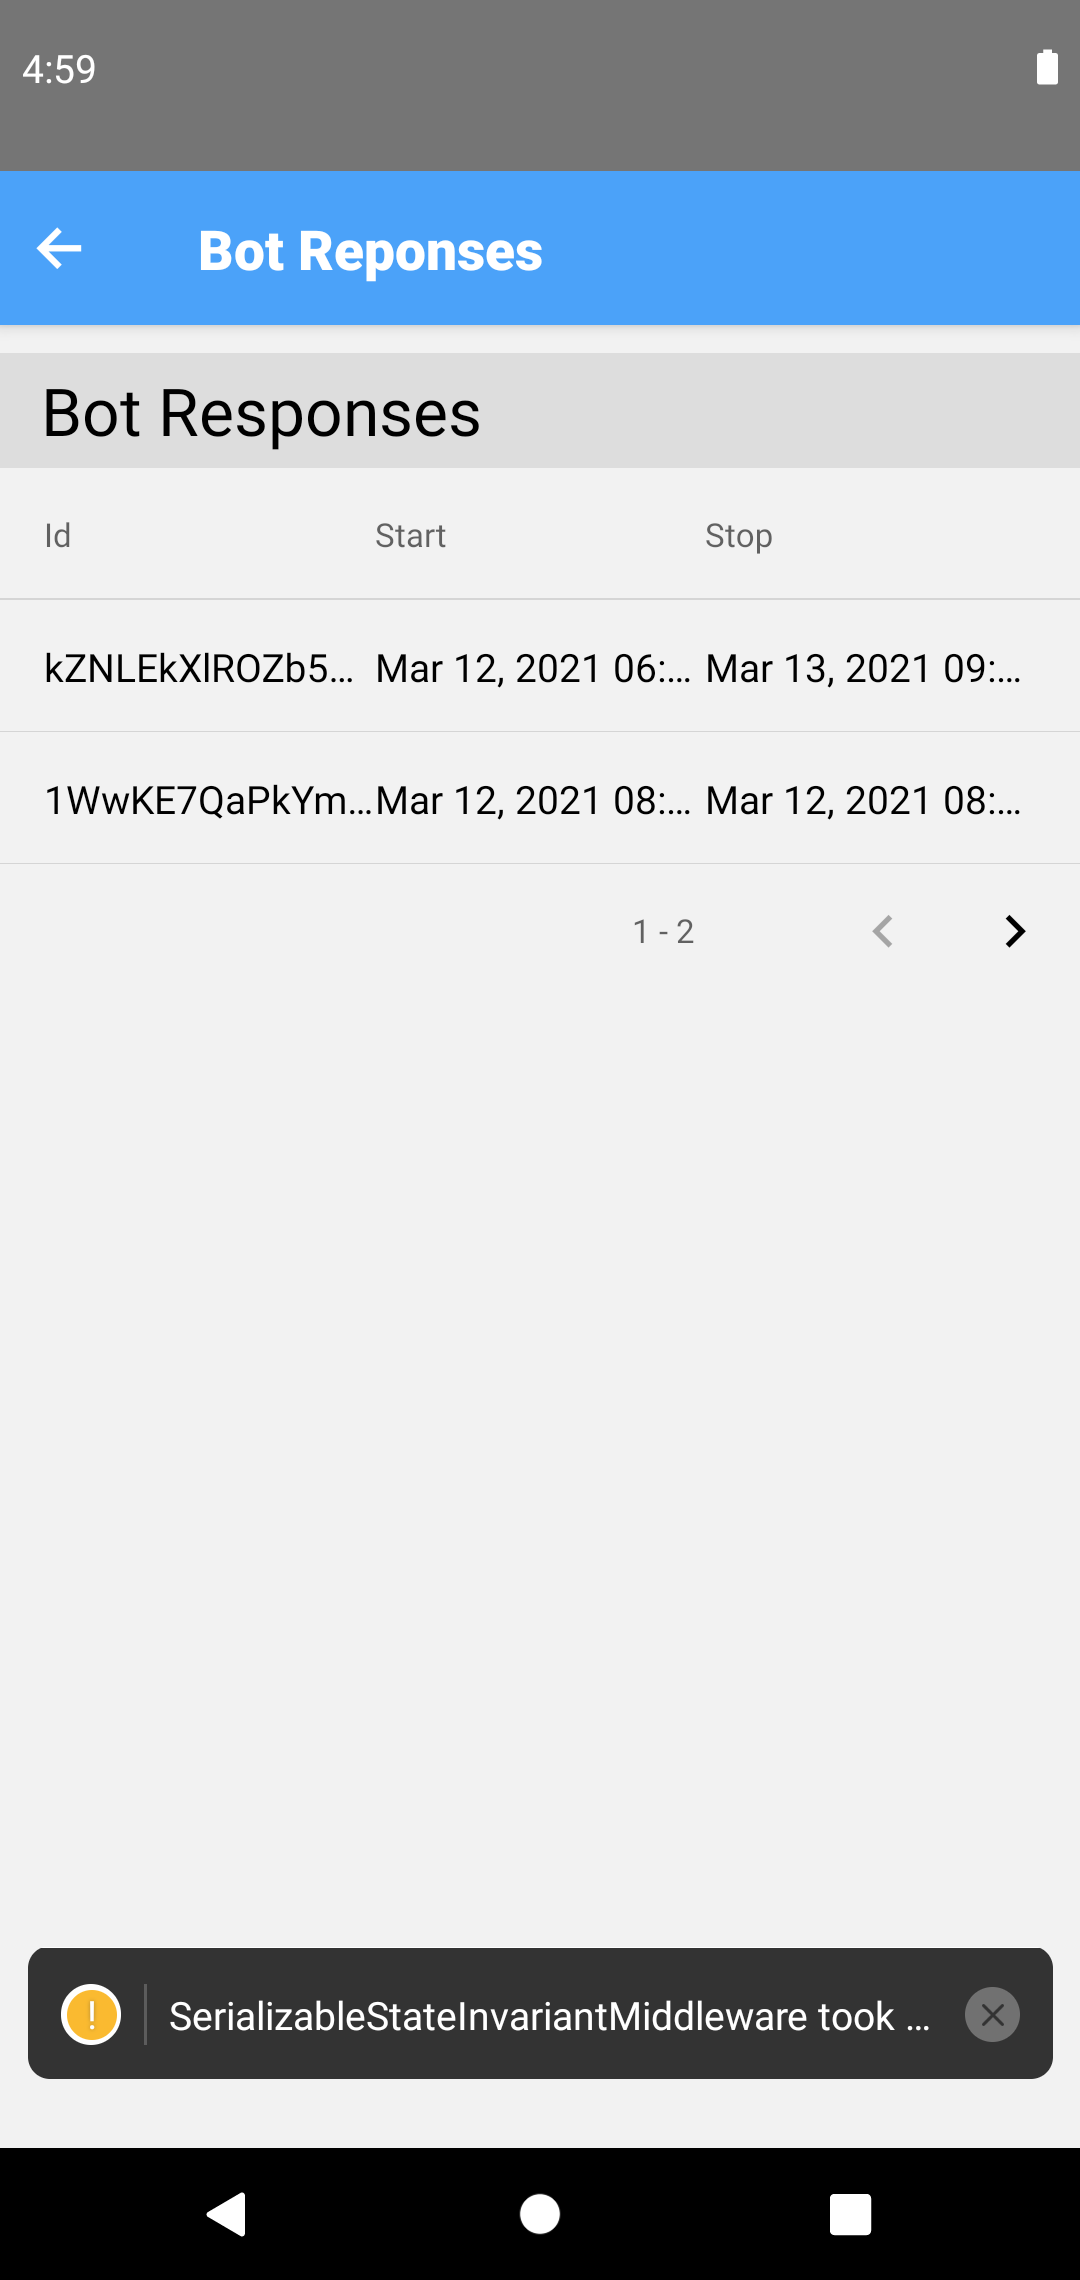 4:59
Bot Reponses
Bot Responses
Id Start Stop
kZNLEkXlROZb5... Mar 12, 2021 06:... Mar 13, 2021 09:...
1WwKE7QaPkYm... Mar 12, 2021 08:... Mar 12, 2021 08:...
1 - 2
! SerializableStateInvariantMiddleware took ...